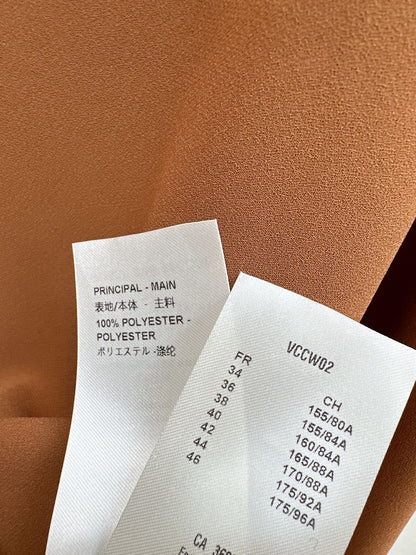 PRINCIPAL - MAIN
表地/本体 - 主料
100% POLYESTER -
POLYESTER
ポリエステル -涤纶
VCCW02
FR CH
34 155/80A
36 155/84A
38 160/84A
40 165/88A
42 170/88A
44 175/92A
46 175/96A
CA